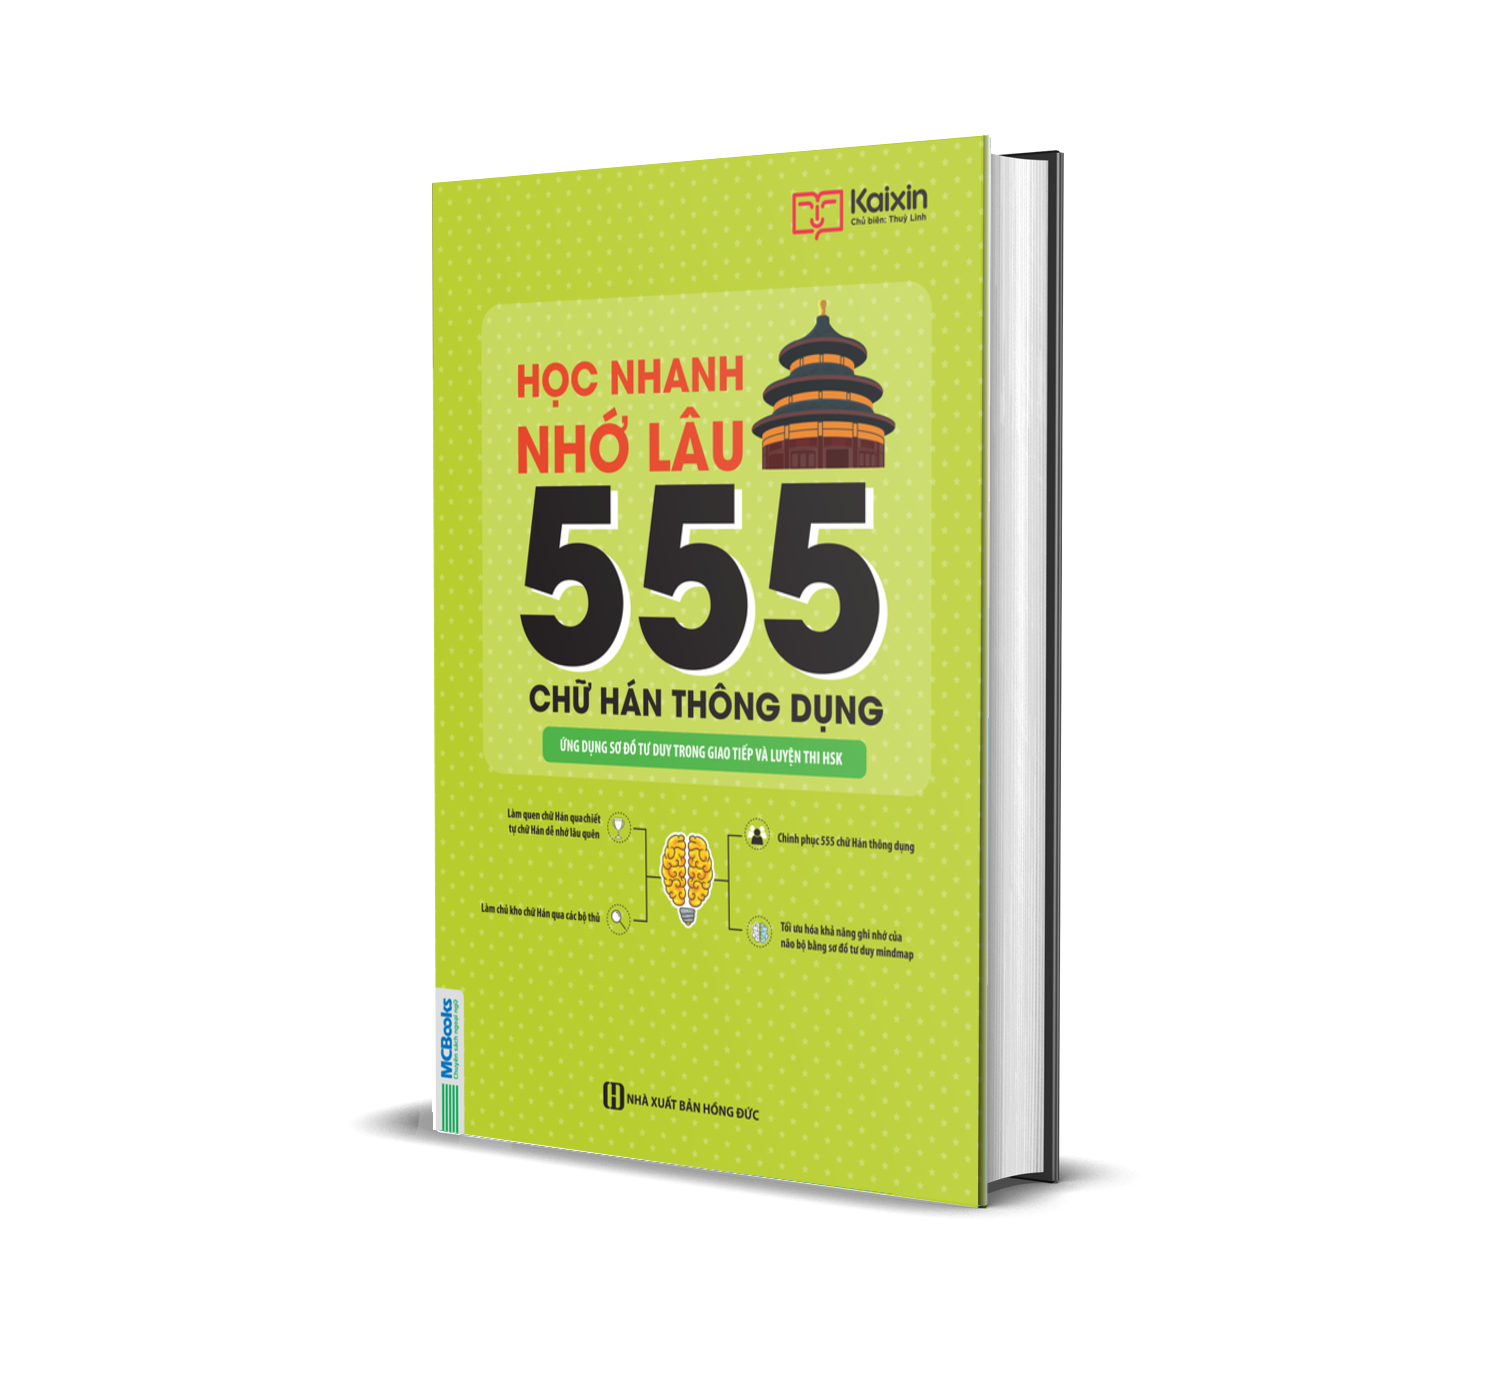 Kaixin
Chủ biên: Thuỳ Linh
HỌC NHANH
NHỚ LÂU
555
CHỮ HÁN THÔNG DỤNG
ỨNG DỤNG SƠ ĐỒ TƯ DUY TRONG GIAO TIẾP VÀ LUYỆN THI HSK
Làm quen chữ Hán qua chiết
tự chữ Hán dễ nhớ lâu quên
Chinh phục 555 chữ Hán thông dụng
Làm chủ kho chữ Hán qua các bộ thủ
Tối ưu hóa khả năng ghi nhớ của
não bộ bằng sơ đồ tư duy mindmap
MCBooks
Chuyên sách ngoại ngữ
NHÀ XUẤT BẢN HỒNG ĐỨC